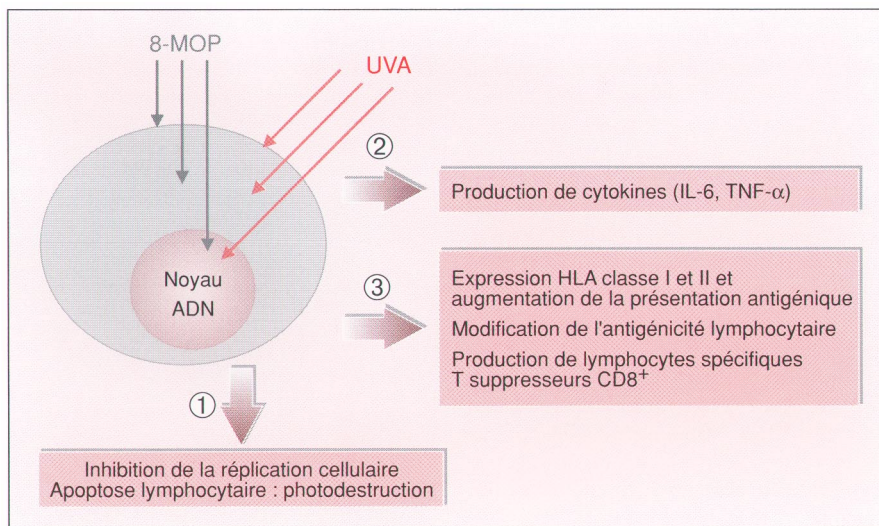 8-MOP
UVA
②
Production de cytokines (IL-6, TNF-α)
Noyau
ADN
③
Expression HLA classe I et II et
augmentation de la présentation antigénique
Modification de l'antigénicité lymphocytaire
Production de lymphocytes spécifiques
T suppresseurs CD8+
①
Inhibition de la réplication cellulaire
Apoptose lymphocytaire : photodestruction